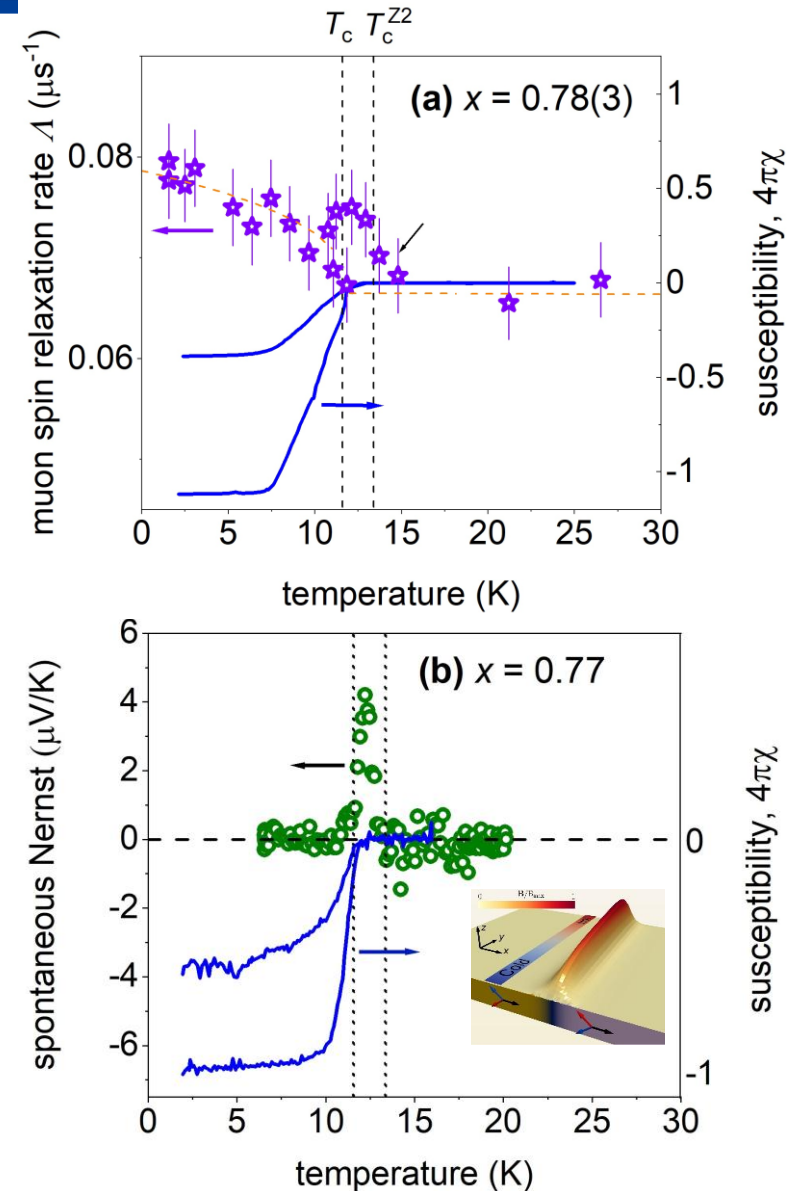 T_c T_c^Z2
(a) x = 0.78(3)
muon spin relaxation rate Λ (μs⁻¹)
0.08
0.06
1
0.5
0
-0.5
-1
susceptibility, 4πχ
0 5 10 15 20 25 30
temperature (K)
(b) x = 0.77
spontaneous Nernst (μV/K)
6
4
2
0
-2
-4
-6
0
-1
susceptibility, 4πχ
B/Bmax
0
z
y
x
Cold
0 5 10 15 20 25 30
temperature (K)